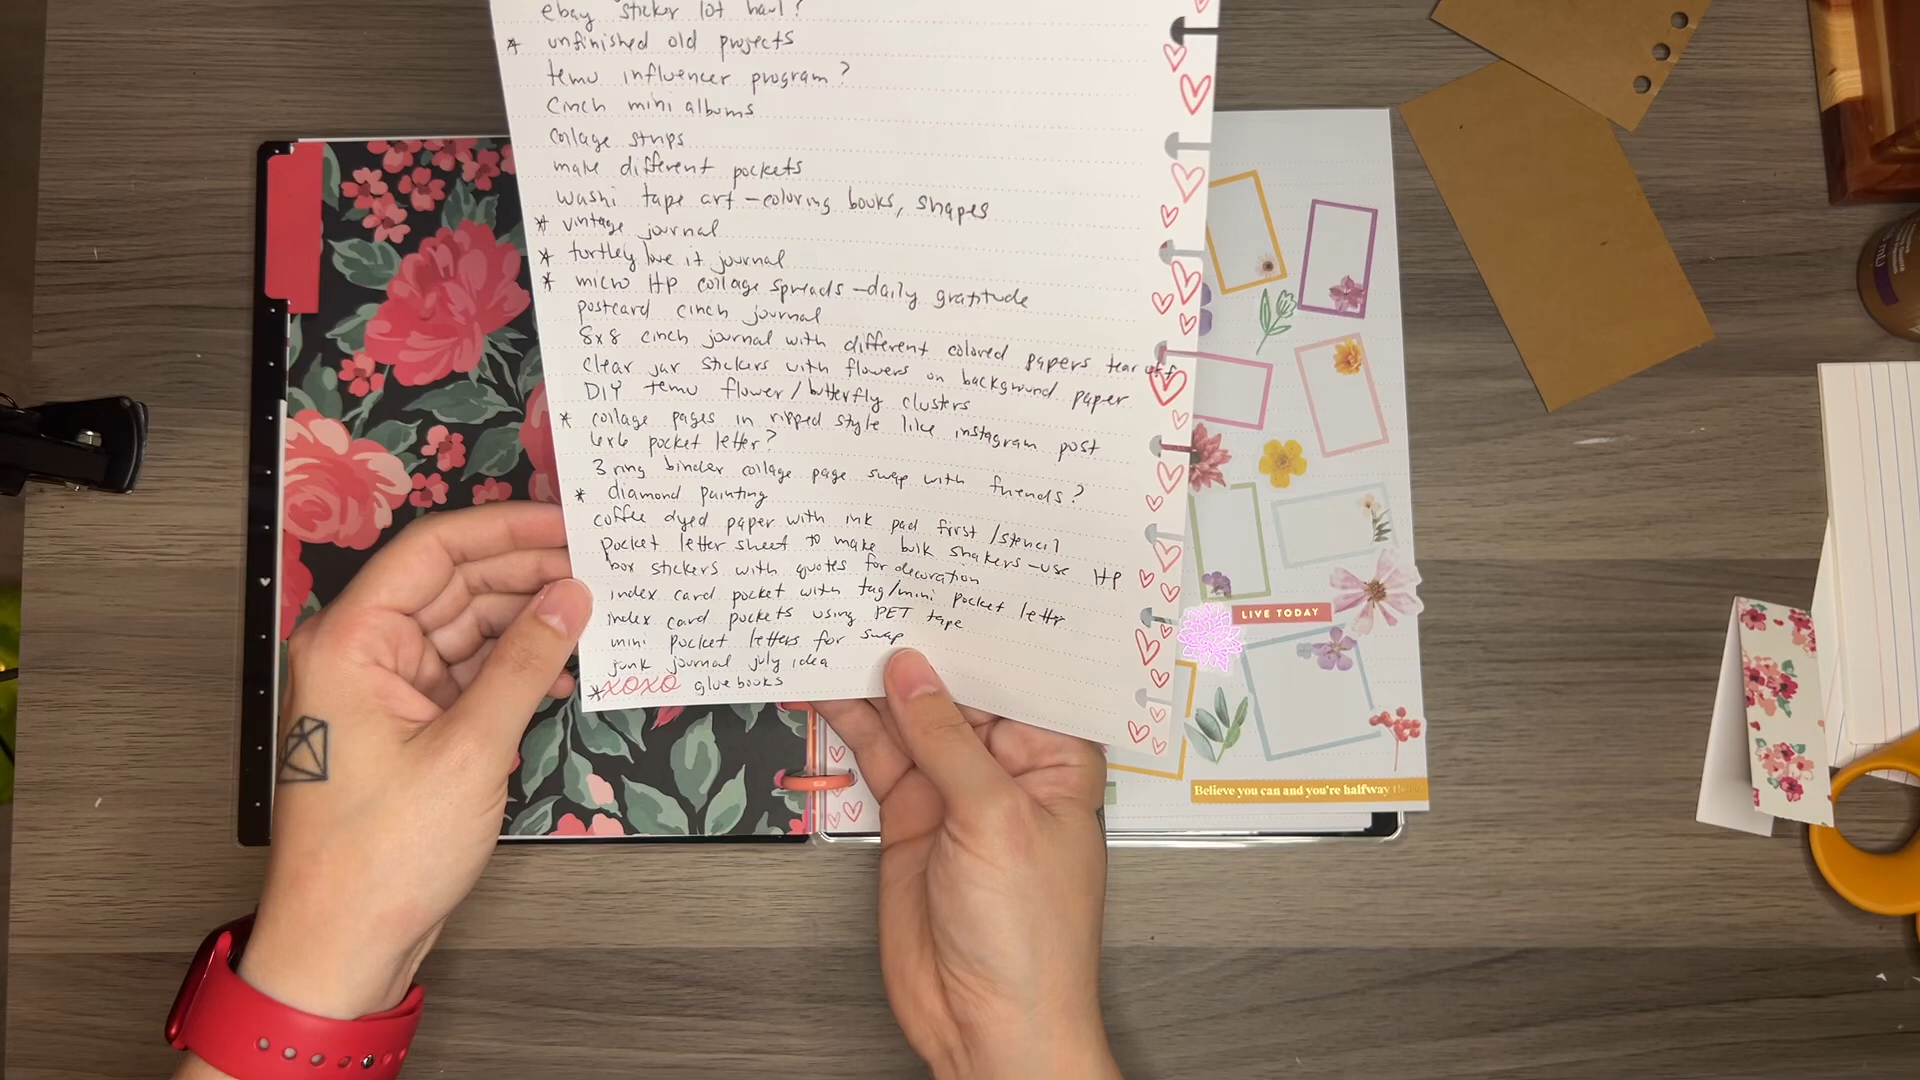 ebay sticker lot haul?
* unfinished old projects
temu influencer program?
cinch mini albums
collage strips
make different pockets
washi tape art - coloring books, shapes
* vintage journal
* turtley love it journal
* micro HP collage spreads - daily gratitude
postcard cinch journal
8x8 cinch journal with different colored papers tear off
clear jar stickers with flowers on background paper
DIY temu flower/butterfly clusters
* collage pages in ripped style like instagram post
6x6 pocket letter?
3 ring binder collage page swap with friends?
* diamond painting
coffee dyed paper with ink pad first/stencil
pocket letter sheet to make bulk shakers - use HP
box stickers with quotes for decoration
index card pocket with tag/mini pocket letter
index card pockets using PET tape
mini pocket letters for swap
junk journal july idea
* XOXO glue books
LIVE TODAY
Believe you can and you're halfway